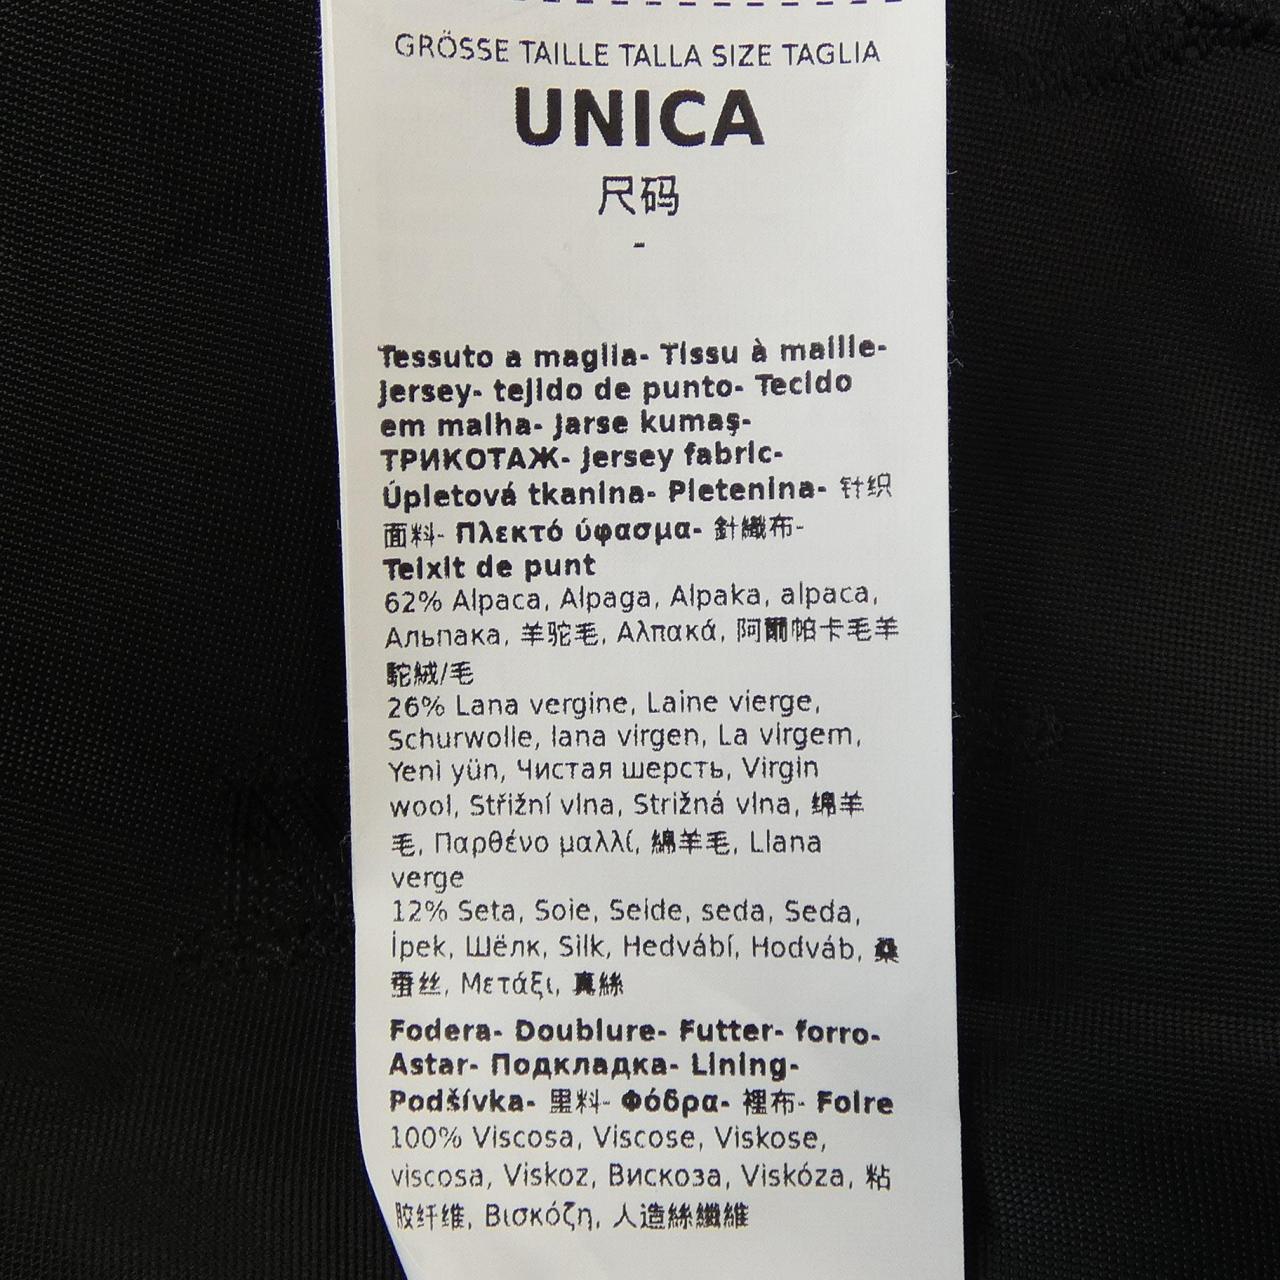 GRÖSSE TAILLE TALLA SIZE TAGLIA
UNICA
尺码
-
Tessuto a maglia- Tissu à maille-
Jersey- tejido de punto- Tecido
em malha- Jarse kumaş-
ТРИКОТАЖ- Jersey fabric-
Úpletová tkanina- Pletenina- 针织
面料- Πλεκτό ύφασμα- 針織布-
Teixit de punt
62% Alpaca, Alpaga, Alpaka, alpaca,
Альпака, 羊驼毛, Αλπακά, 阿爾帕卡毛羊
駝絨/毛
26% Lana vergine, Laine vierge,
Schurwolle, lana virgen, La virgem,
Yeni yün, Чистая шерсть, Virgin
wool, Střižní vlna, Strižná vlna, 绵羊
毛, Παρθένο μαλλί, 綿羊毛, Llana
verge
12% Seta, Soie, Seide, seda, Seda,
İpek, Шёлк, Silk, Hedvábí, Hodváb, 桑
蚕丝, Μετάξι, 真絲
Fodera- Doublure- Futter- forro-
Astar- Подкладка- Lining-
Podšívka- 里料- Φόδρα- 裡布- Folre
100% Viscosa, Viscose, Viskose,
viscosa, Viskoz, Вискоза, Viskóza, 粘
胶纤维, Βισκόζη, 人造絲纖維